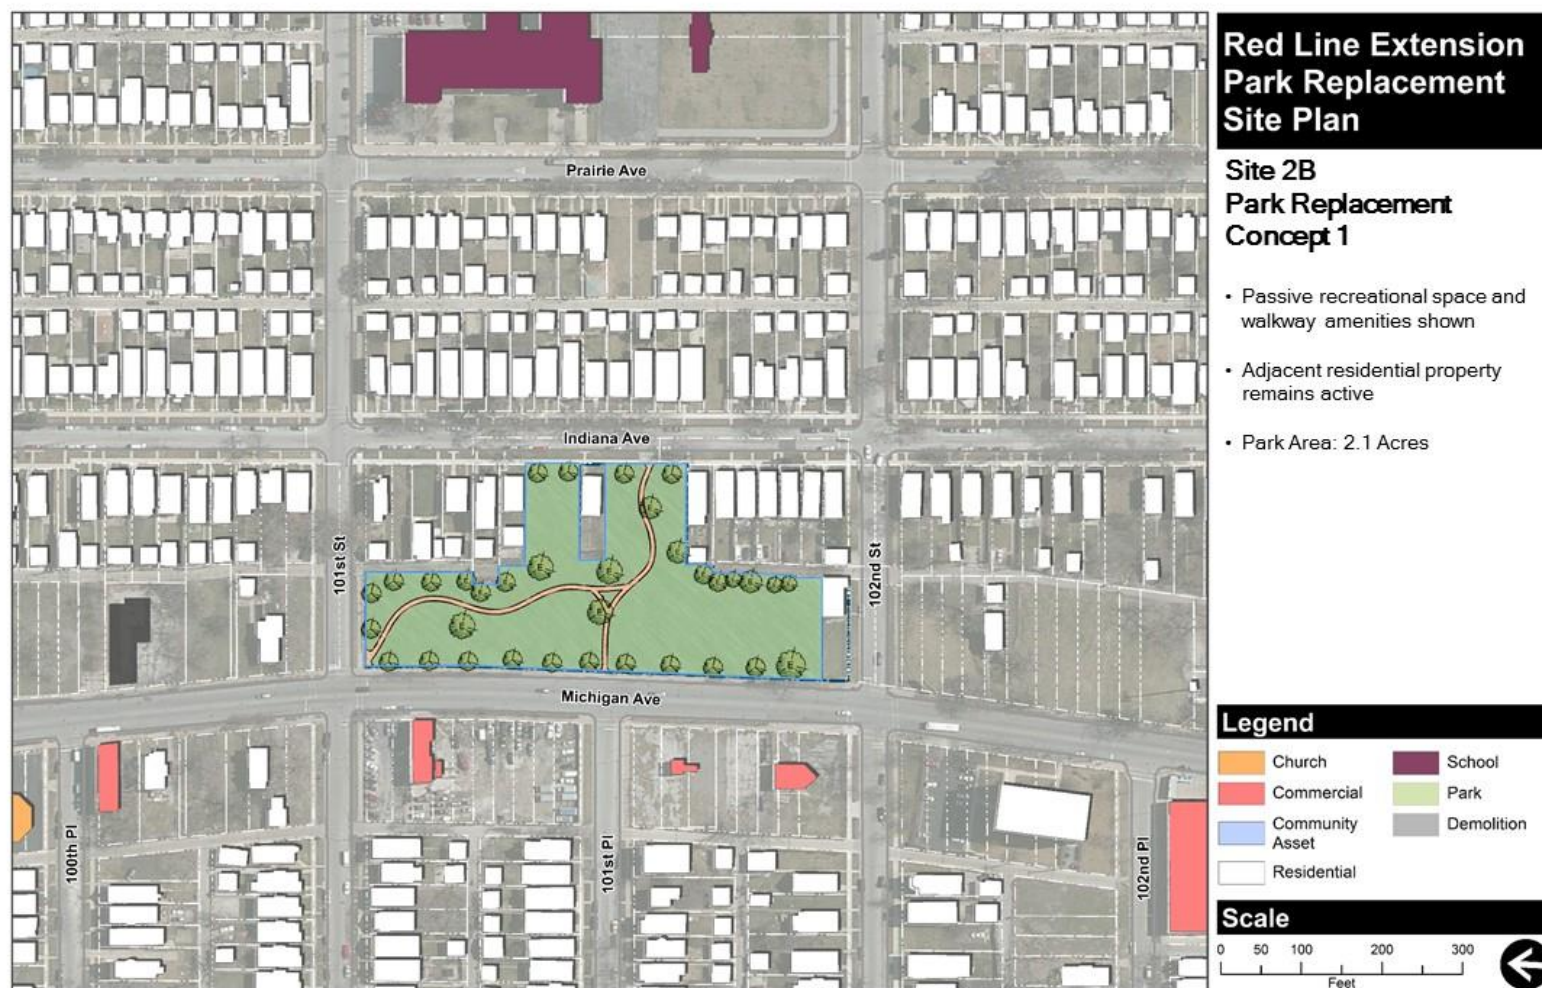 Red Line Extension
Park Replacement
Site Plan
Site 2B
Park Replacement
Concept 1
• Passive recreational space and
walkway amenities shown
• Adjacent residential property
remains active
• Park Area: 2.1 Acres
Prairie Ave
Indiana Ave
101st St
102nd St
Michigan Ave
100th Pl
101st Pl
102nd Pl
Legend
Church
Commercial
Community
Asset
Residential
School
Park
Demolition
Scale
0 50 100 200 300
Feet